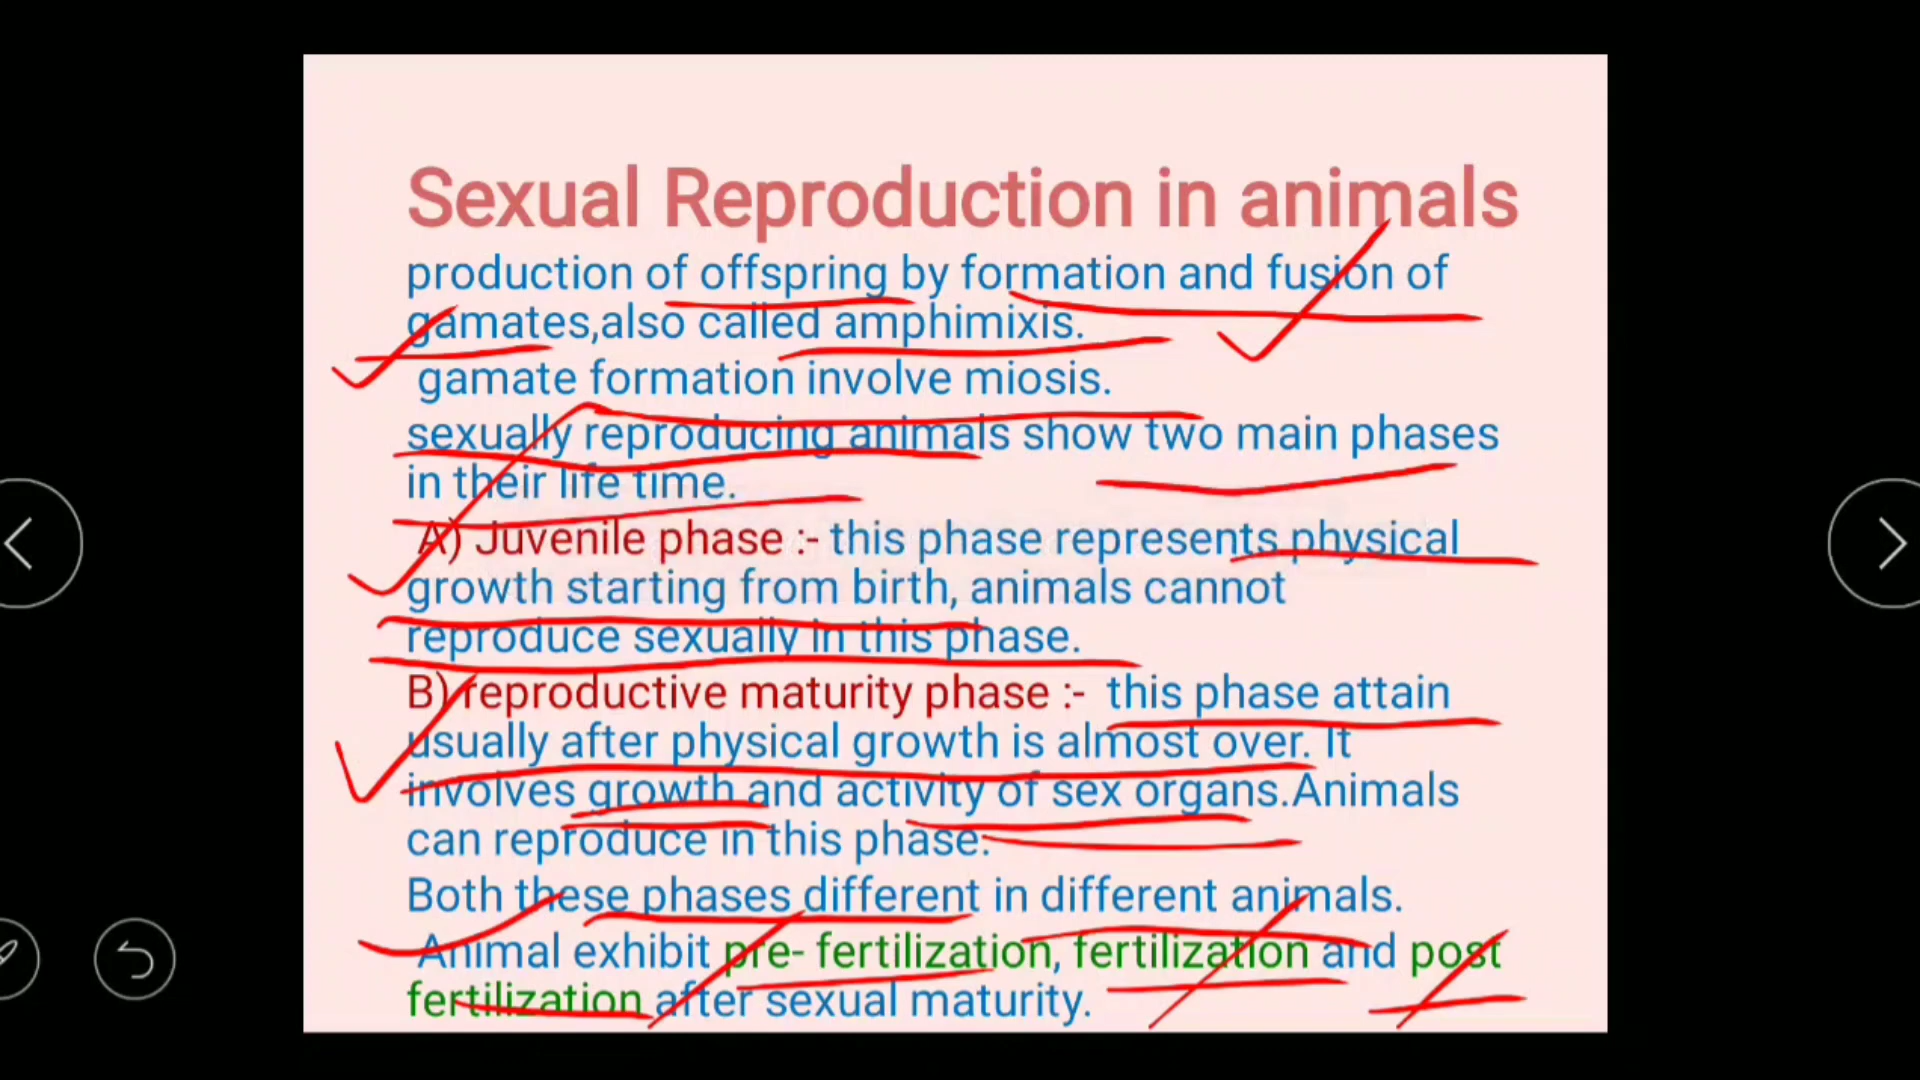 Sexual Reproduction in animals
production of offspring by formation and fusion of
gamates,also called amphimixis.
gamate formation involve miosis.
sexually reproducing animals show two main phases
in their life time.
A) Juvenile phase :- this phase represents physical
growth starting from birth, animals cannot
reproduce sexually in this phase.
B) reproductive maturity phase :- this phase attain
usually after physical growth is almost over. It
involves growth and activity of sex organs.Animals
can reproduce in this phase.
Both these phases different in different animals.
Animal exhibit pre- fertilization, fertilization and post
fertilization after sexual maturity.